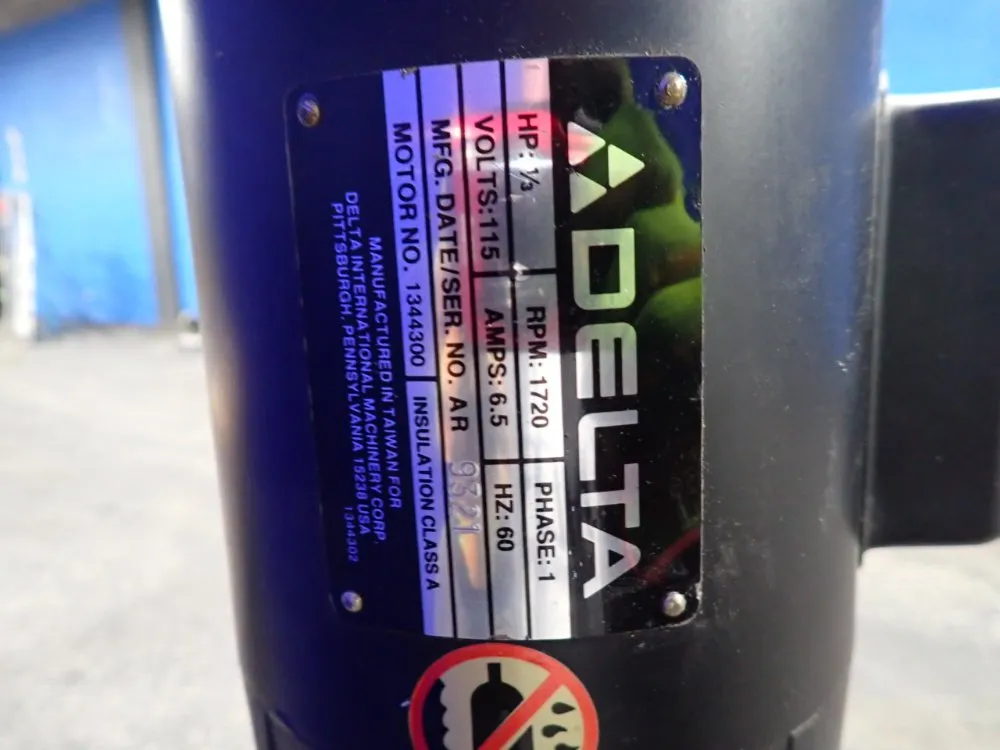 DELTA
HP: 1/3 RPM: 1720 PHASE: 1
VOLTS: 115 AMPS: 6.5 HZ: 60
MFG. DATE/SER. NO. AR 9321
MOTOR NO. 1344300 INSULATION CLASS A
MANUFACTURED IN TAIWAN FOR
DELTA INTERNATIONAL MACHINERY CORP.
PITTSBURGH, PENNSYLVANIA 15238 USA
1344302